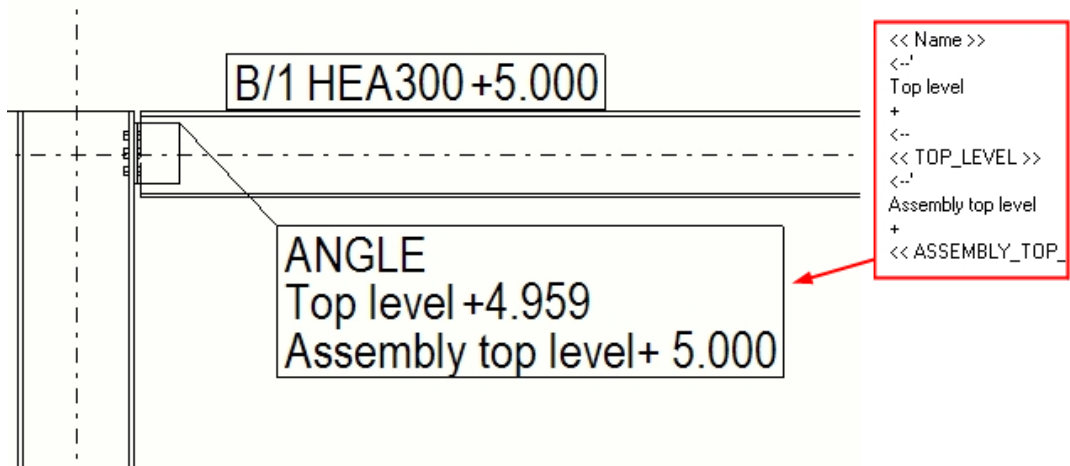 B/1 HEA300 +5.000
ANGLE
Top level +4.959
Assembly top level+ 5.000
<< Name >>
<--'
Top level
+
<--
<< TOP_LEVEL >>
<--'
Assembly top level
+
<< ASSEMBLY_TOP_